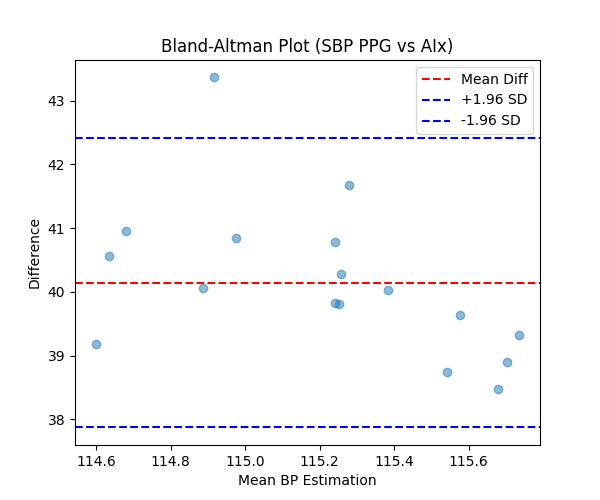 Bland-Altman Plot (SBP PPG vs AIx)
Mean Diff
+1.96 SD
-1.96 SD
Difference
43
42
41
40
39
38
114.6 114.8 115.0 115.2 115.4 115.6
Mean BP Estimation